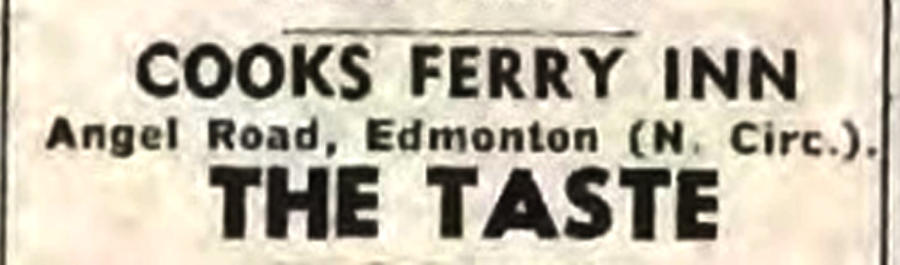 COOKS FERRY INN
Angel Road, Edmonton (N. Circ.).
THE TASTE